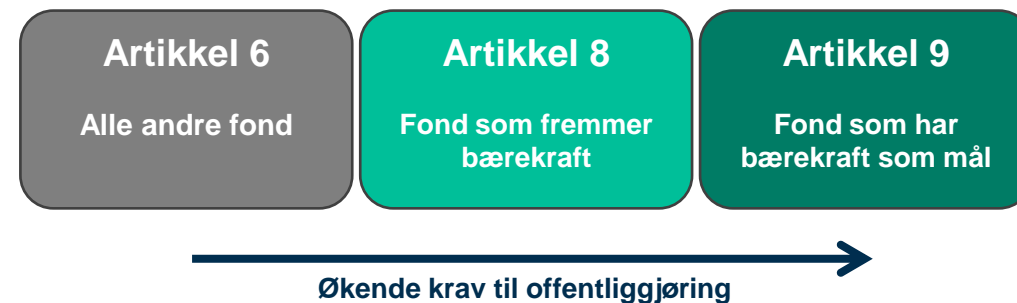 Artikkel 6
Alle andre fond
Artikkel 8
Fond som fremmer
bærekraft
Artikkel 9
Fond som har
bærekraft som mål
Økende krav til offentliggjøring